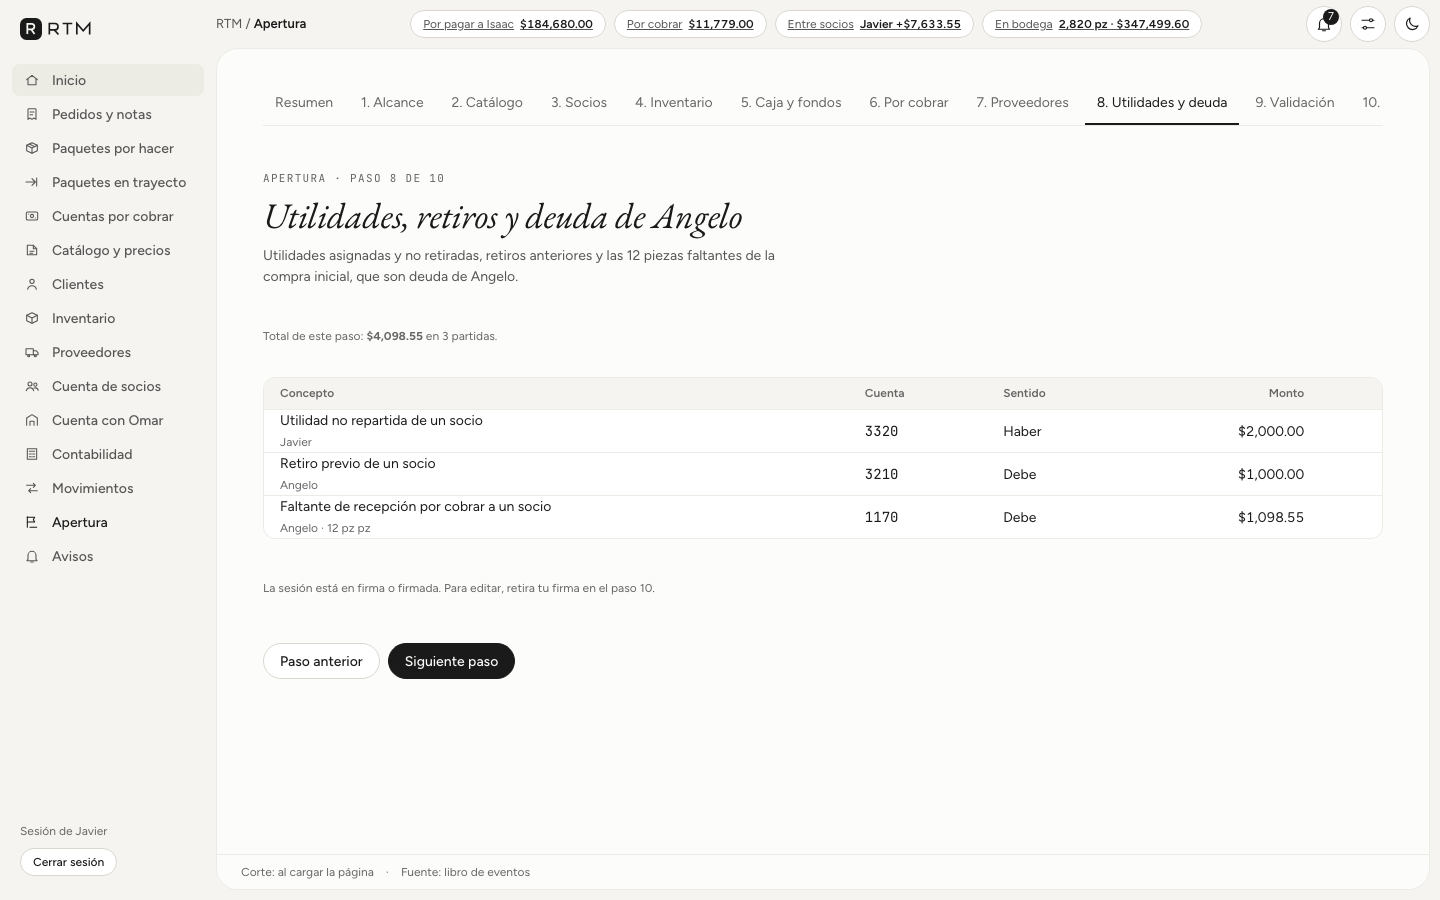 R RTM
RTM / Apertura
Por pagar a Isaac $184,680.00
Por cobrar $11,779.00
Entre socios Javier +$7,633.55
En bodega 2,820 pz · $347,499.60
7
Inicio
Pedidos y notas
Paquetes por hacer
Paquetes en trayecto
Cuentas por cobrar
Catálogo y precios
Clientes
Inventario
Proveedores
Cuenta de socios
Cuenta con Omar
Contabilidad
Movimientos
Apertura
Avisos
Sesión de Javier
Cerrar sesión
Resumen 1. Alcance 2. Catálogo 3. Socios 4. Inventario 5. Caja y fondos 6. Por cobrar 7. Proveedores 8. Utilidades y deuda 9. Validación 10.
APERTURA · PASO 8 DE 10
Utilidades, retiros y deuda de Angelo
Utilidades asignadas y no retiradas, retiros anteriores y las 12 piezas faltantes de la
compra inicial, que son deuda de Angelo.
Total de este paso: $4,098.55 en 3 partidas.
Concepto Cuenta Sentido Monto
Utilidad no repartida de un socio 3320 Haber $2,000.00
Javier
Retiro previo de un socio 3210 Debe $1,000.00
Angelo
Faltante de recepción por cobrar a un socio 1170 Debe $1,098.55
Angelo · 12 pz pz
La sesión está en firma o firmada. Para editar, retira tu firma en el paso 10.
Paso anterior Siguiente paso
Corte: al cargar la página · Fuente: libro de eventos